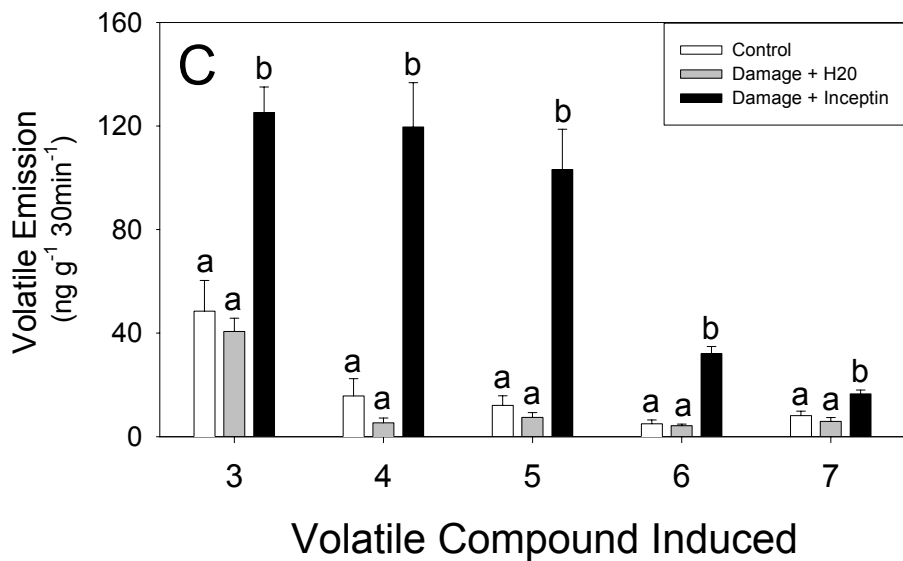 160
120
80
40
0
Volatile Emission
(ng g⁻¹ 30min⁻¹)
C
Control
Damage + H20
Damage + Inceptin
a a b
a a b
a a b
a a b
a a b
3 4 5 6 7
Volatile Compound Induced